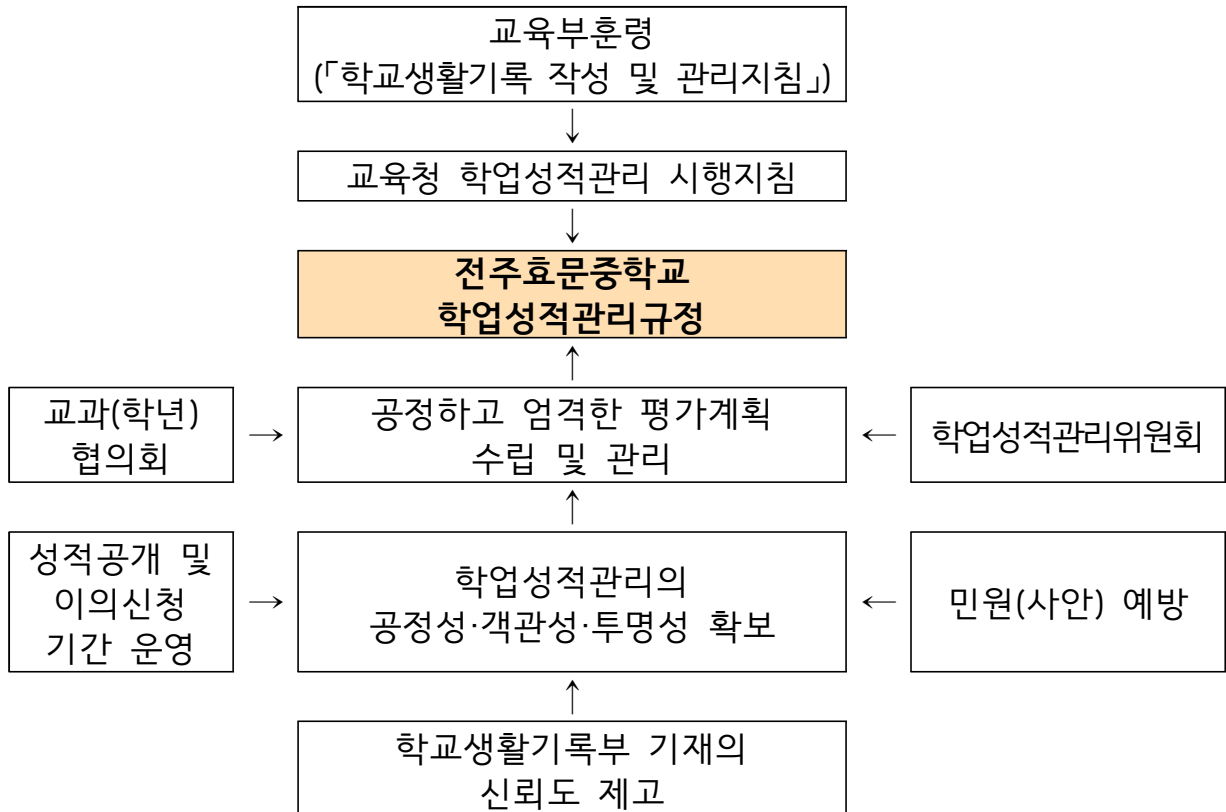 교육부훈령
(「학교생활기록 작성 및 관리지침」)
↓
교육청 학업성적관리 시행지침
↓
전주효문중학교
학업성적관리규정
↑
교과(학년)
협의회
→
공정하고 엄격한 평가계획
수립 및 관리
←
학업성적관리위원회
↑
성적공개 및
이의신청
기간 운영
→
학업성적관리의
공정성·객관성·투명성 확보
←
민원(사안) 예방
↑
학교생활기록부 기재의
신뢰도 제고